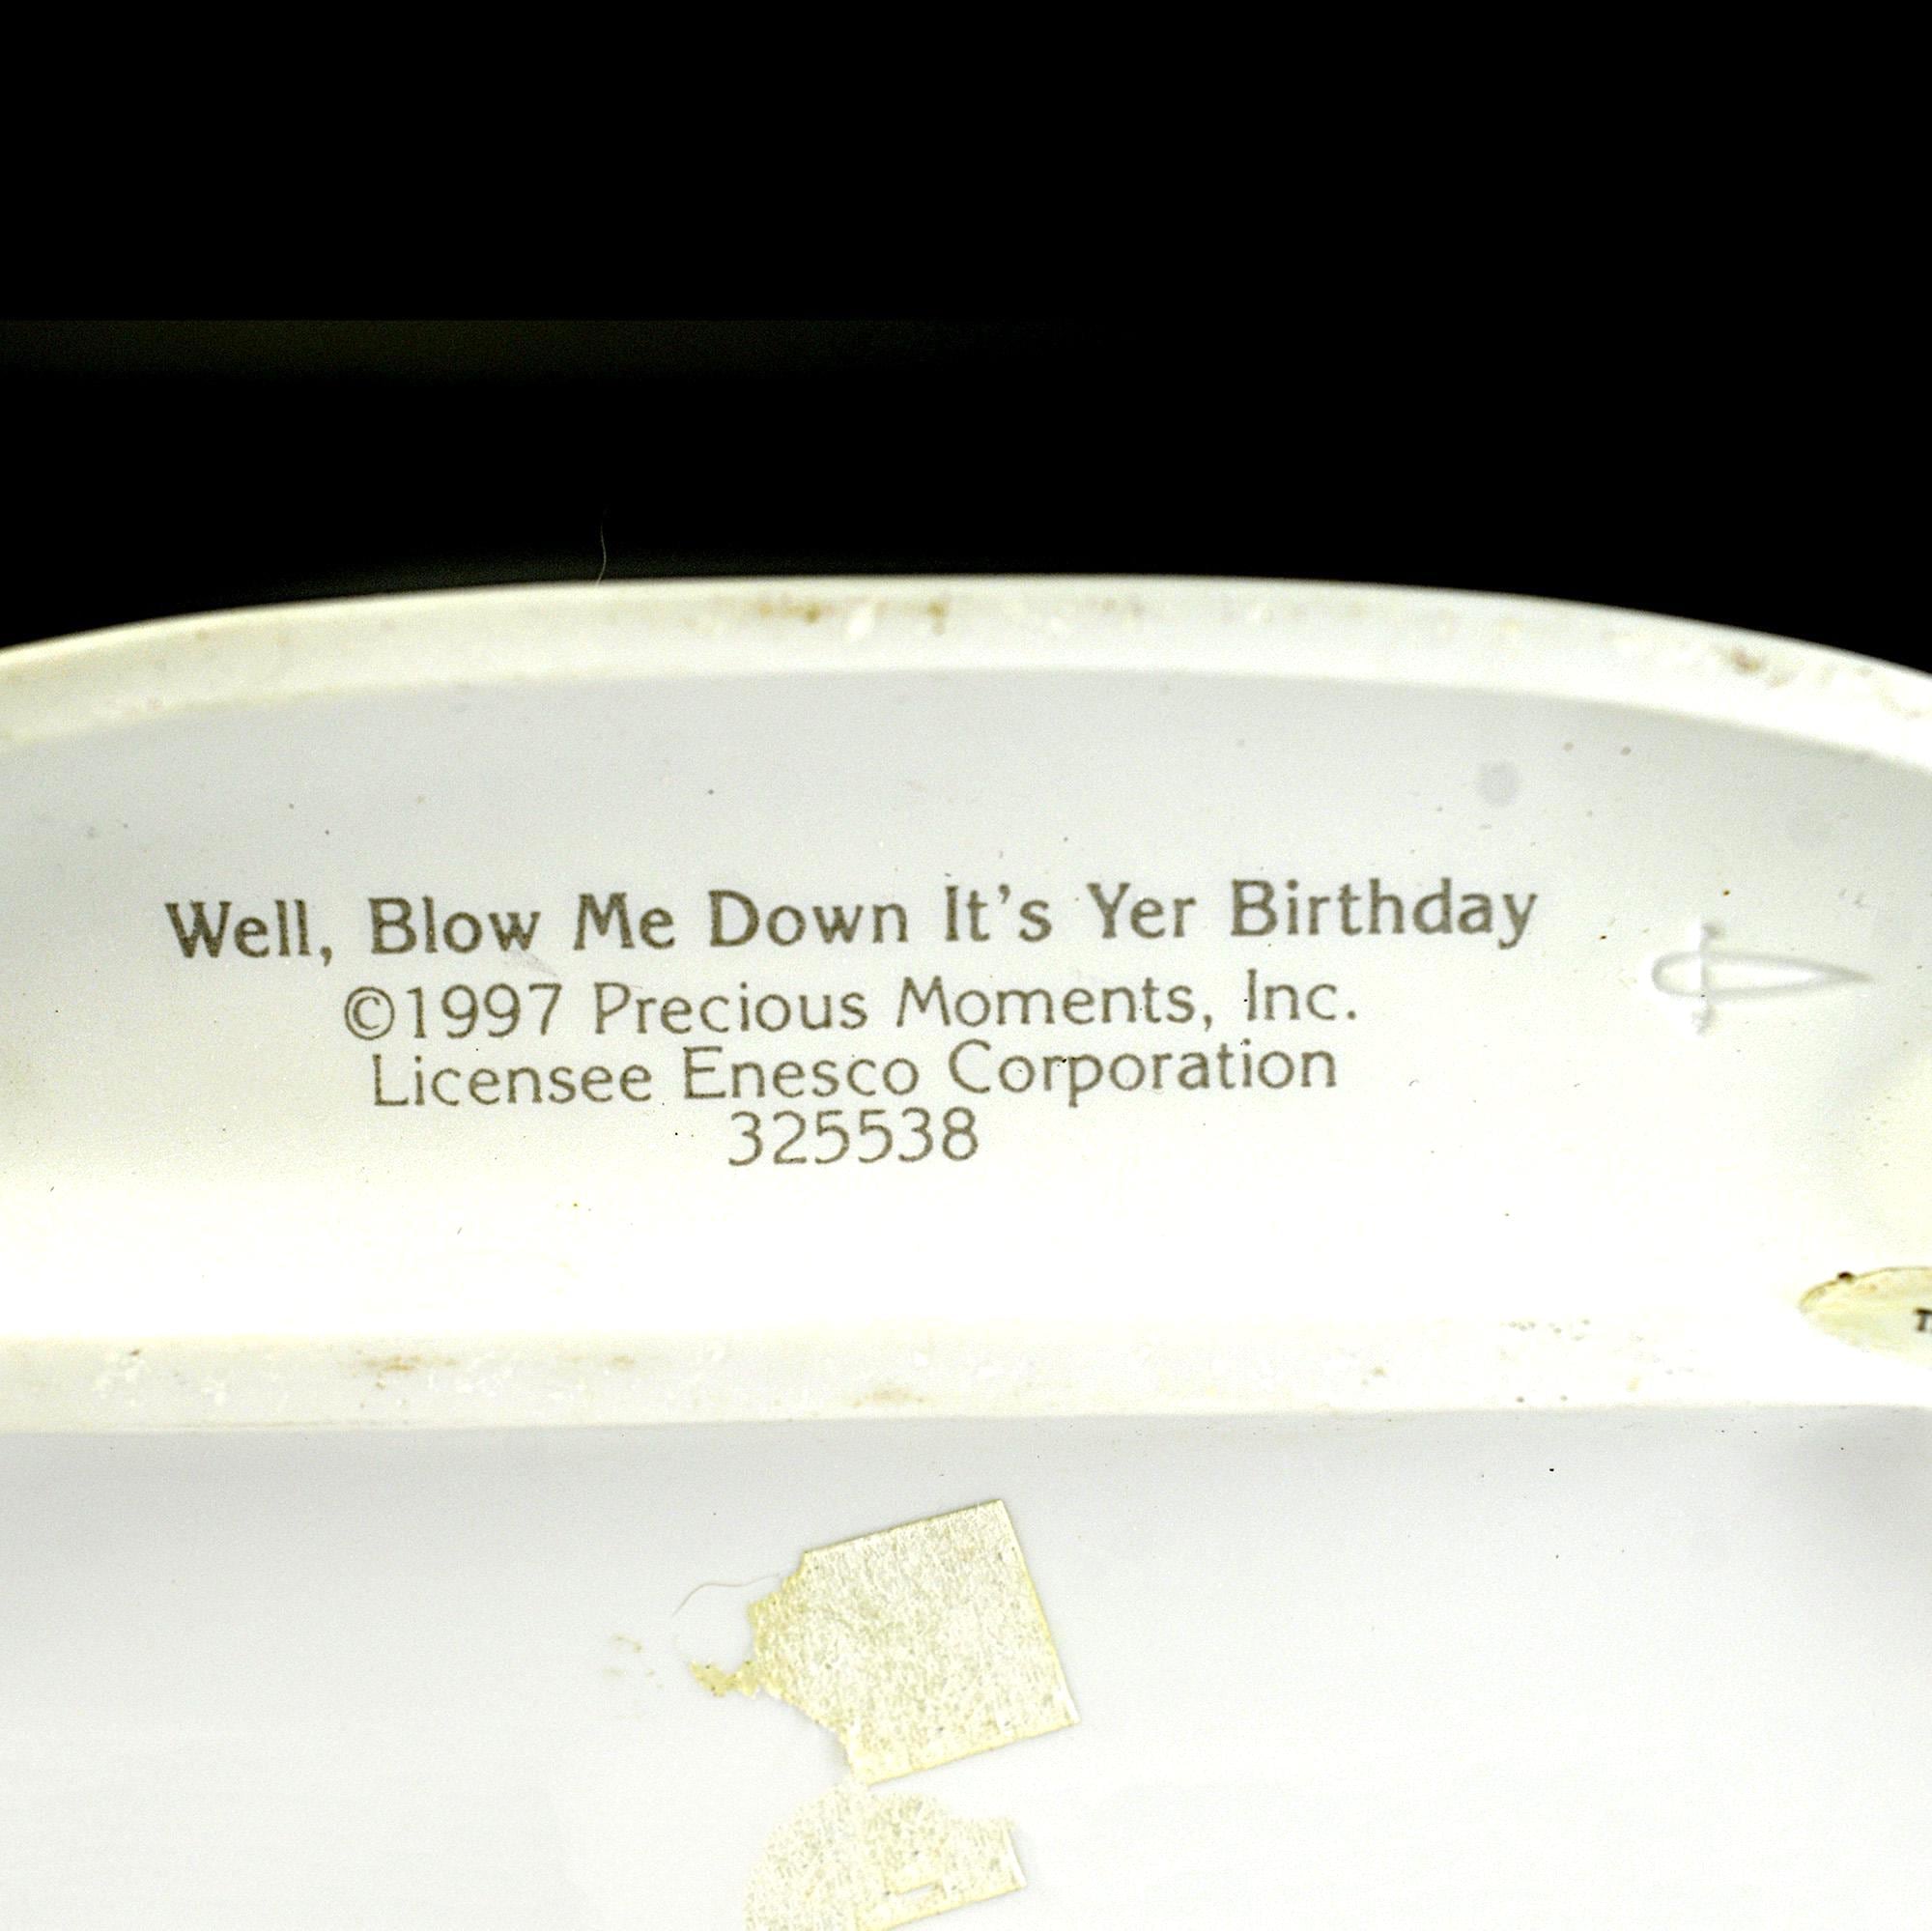 Well, Blow Me Down It's Yer Birthday
©1997 Precious Moments, Inc.
Licensee Enesco Corporation
325538